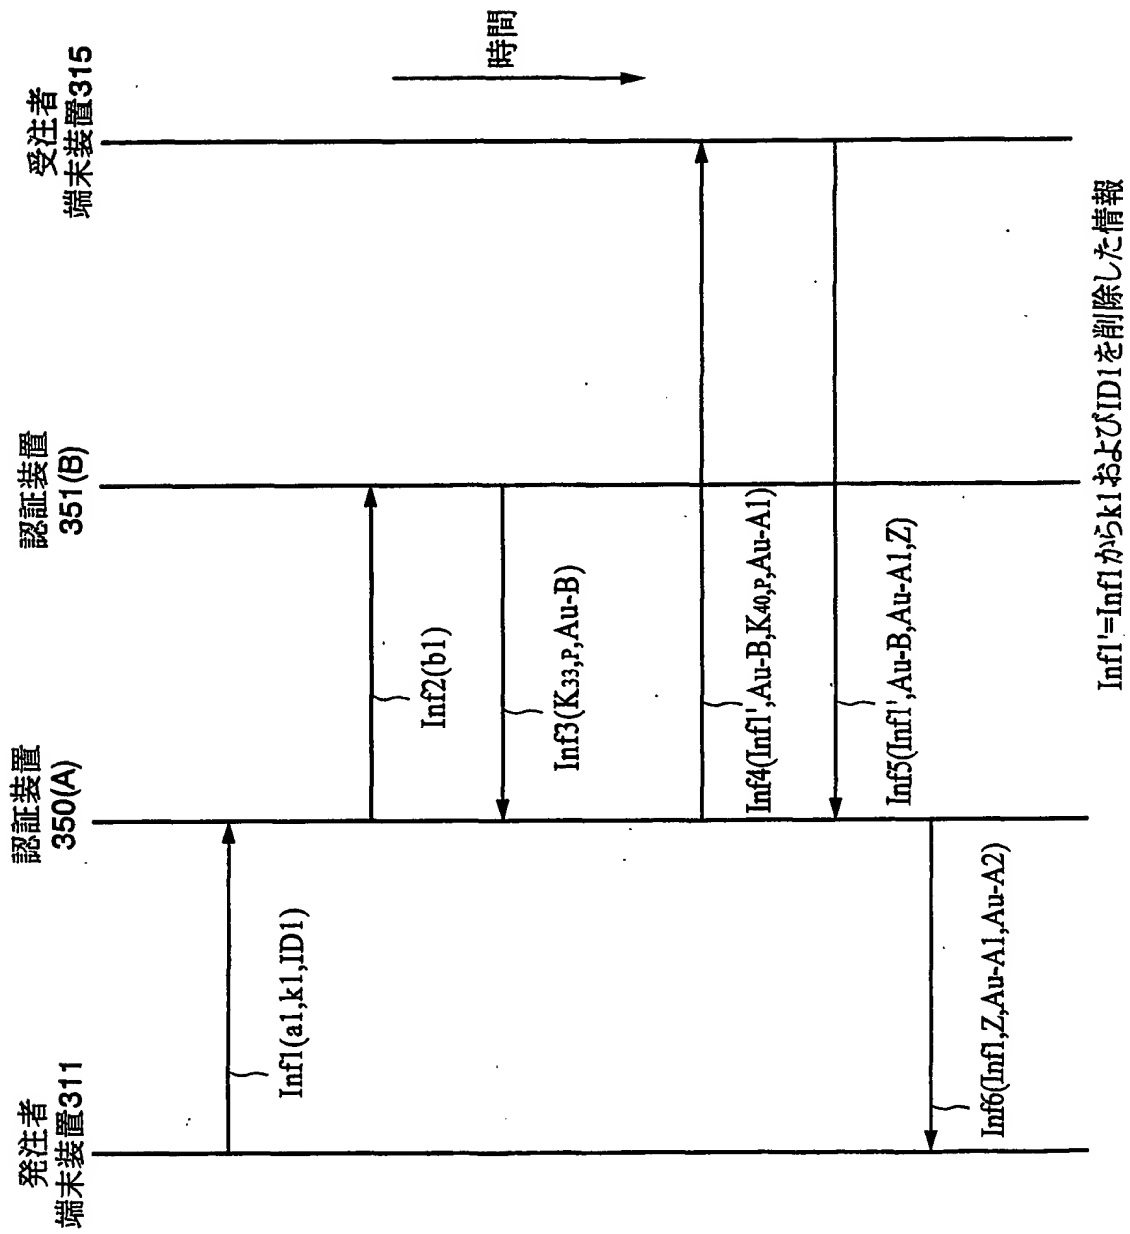 発注者
端末装置311
認証装置
350(A)
認証装置
351(B)
受注者
端末装置315
時間
Inf1(a1,k1,ID1)
Inf2(b1)
Inf3(K33,P,Au-B)
Inf4(Inf1',Au-B,K40,P,Au-A1)
Inf5(Inf1',Au-B,Au-A1,Z)
Inf6(Inf1,Z,Au-A1,Au-A2)
Inf1'=Inf1からk1およびID1を削除した情報